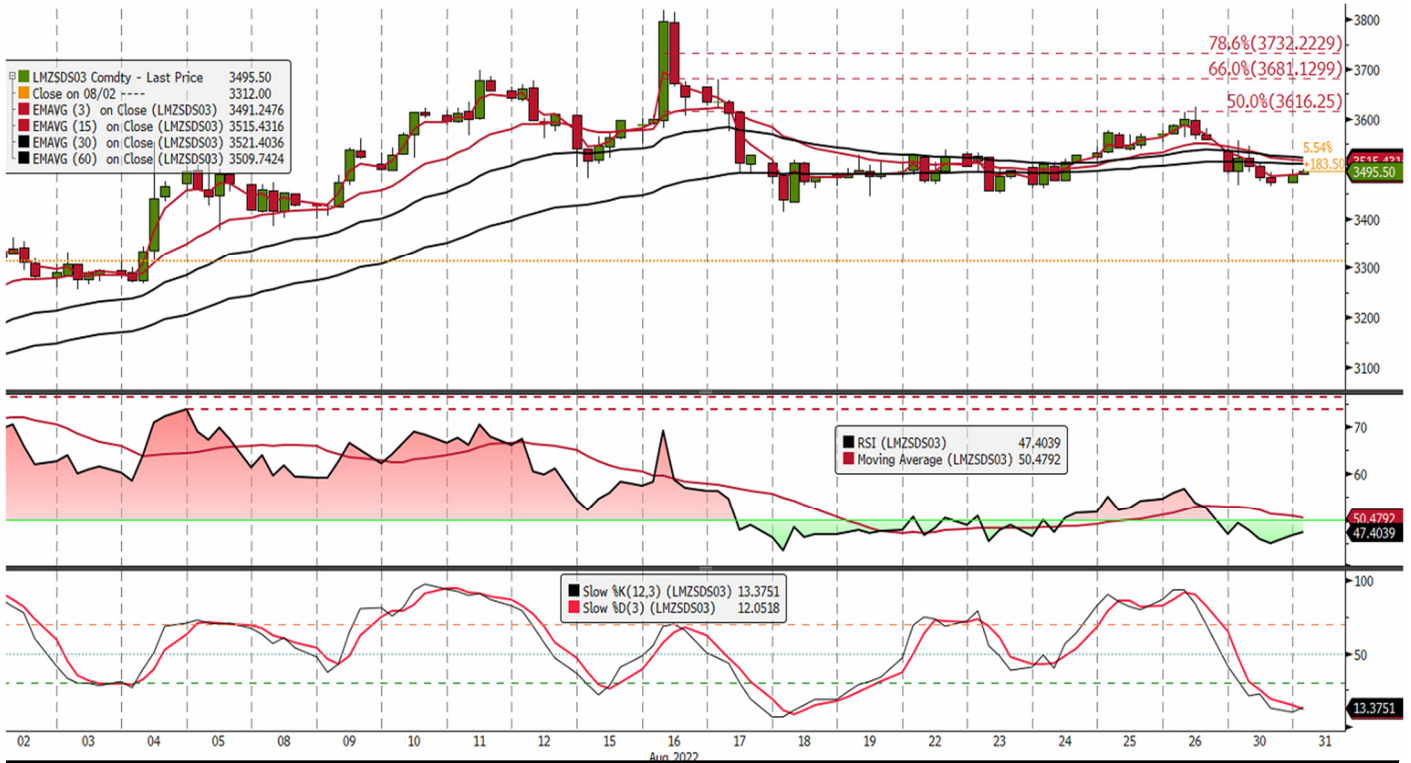 3800
78.6%(3732.2229)
LMZSDS03 Comdty - Last Price 3495.50
Close on 08/02 ---- 3312.00
EMAVG (3) on Close (LMZSDS03) 3491.2476
EMAVG (15) on Close (LMZSDS03) 3515.4316
EMAVG (30) on Close (LMZSDS03) 3521.4036
EMAVG (60) on Close (LMZSDS03) 3509.7424
3700
66.0%(3681.1299)
50.0%(3616.25)
3600
5.54%
+183.50
3495.50
3400
3300
3200
3100
70
RSI (LMZSDS03) 47.4039
Moving Average (LMZSDS03) 50.4792
60
50.4792
47.4039
Slow %K(12,3) (LMZSDS03) 13.3751
Slow %D(3) (LMZSDS03) 12.0518
100
50
13.3751
02 03 04 05 08 09 10 11 12 15 16 17 18 19 22 23 24 25 26 30 31
Aug 2022